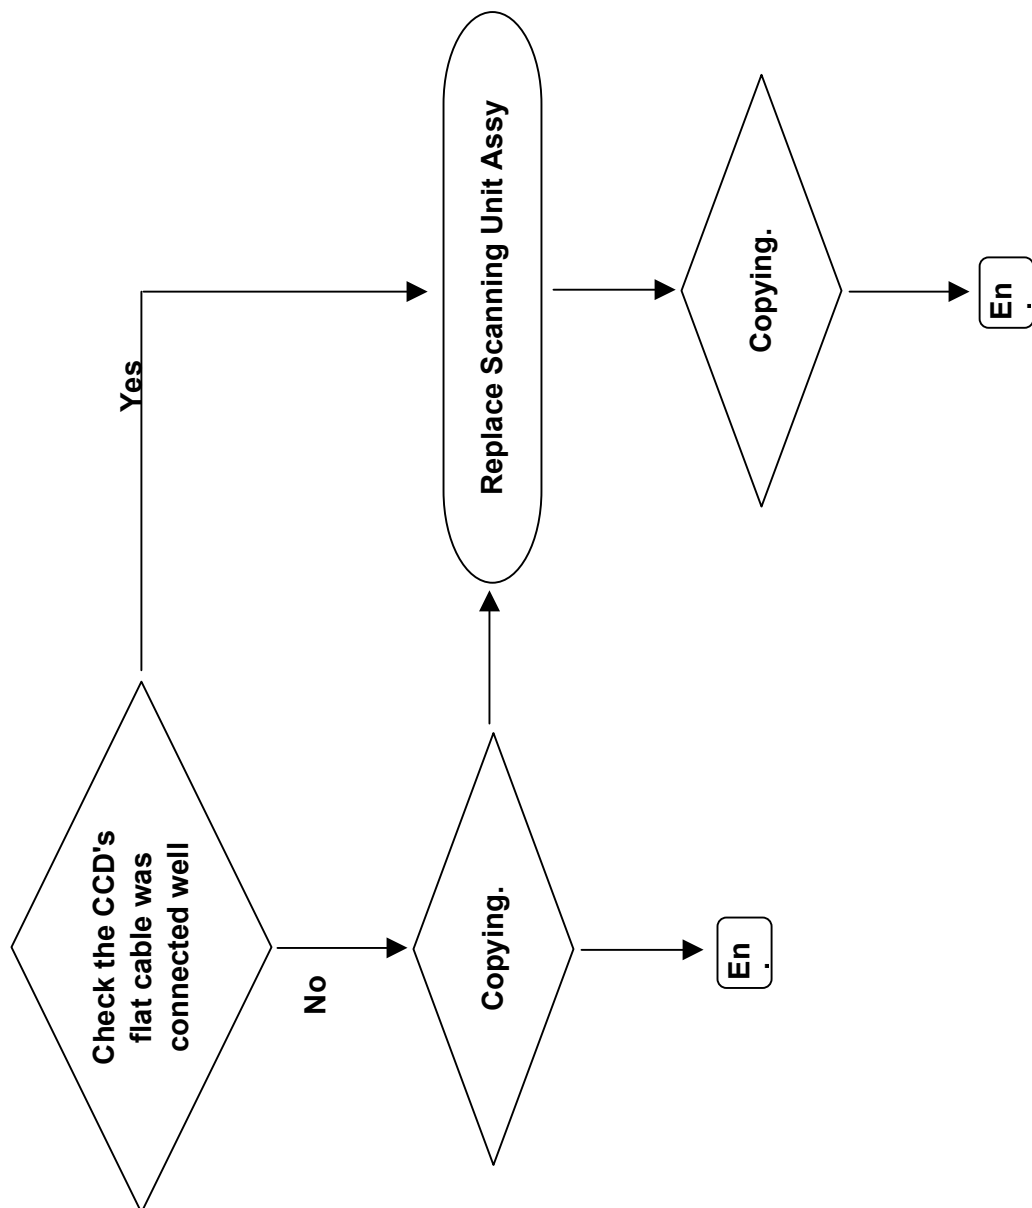 Check the CCD's
flat cable was
connected well
Yes
No
Copying.
En
.
Replace Scanning Unit Assy
Copying.
En
.